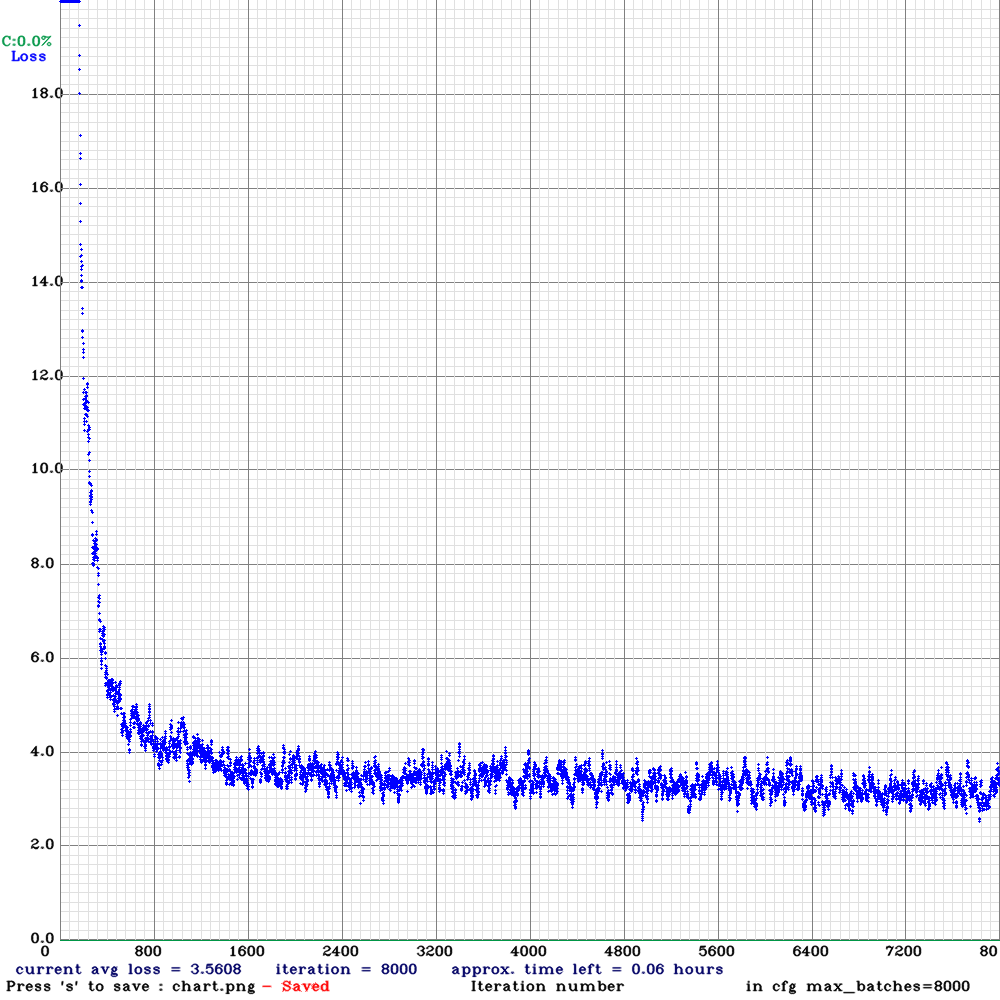 C:0.0%
Loss
18.0
16.0
14.0
12.0
10.0
8.0
6.0
4.0
2.0
0.0
0 800 1600 2400 3200 4000 4800 5600 6400 7200 80
current avg loss = 3.5608 iteration = 8000 approx. time left = 0.06 hours
Press 's' to save : chart.png - Saved Iteration number in cfg max_batches=8000